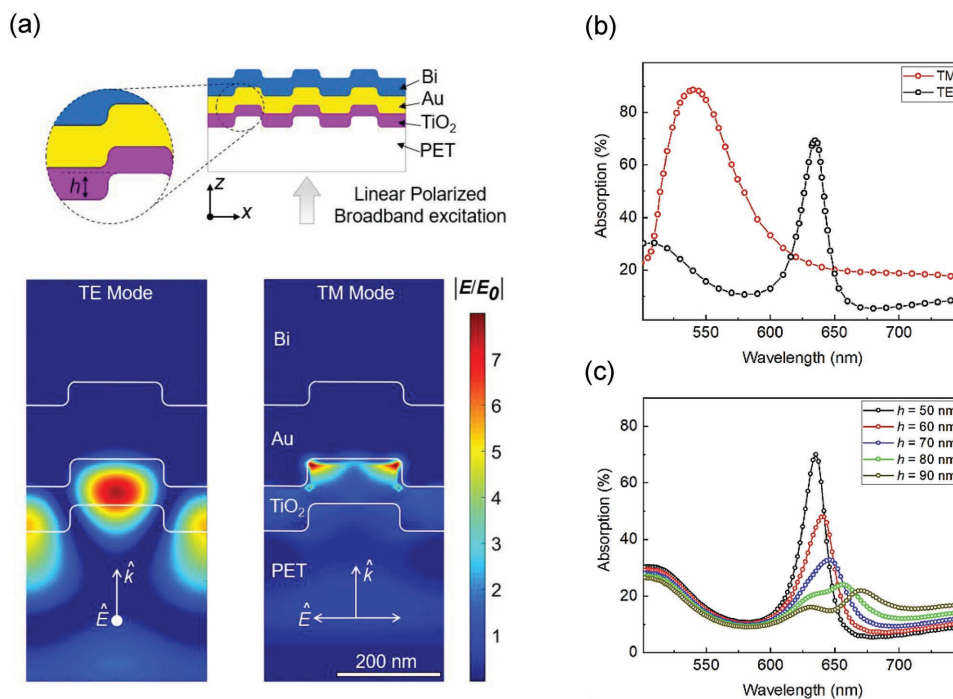 (a)
Bi
Au
TiO₂
PET
h
z
x
Linear Polarized
Broadband excitation
TE Mode
TM Mode
|E/E₀|
Bi
Au
TiO₂
PET
k̂
Ê
k̂
Ê
200 nm
7
6
5
4
3
2
1
(b)
TM
TE
Absorption (%)
80
60
40
20
550
600
650
700
Wavelength (nm)
(c)
h = 50 nm
h = 60 nm
h = 70 nm
h = 80 nm
h = 90 nm
Absorption (%)
80
60
40
20
0
550
600
650
700
Wavelength (nm)